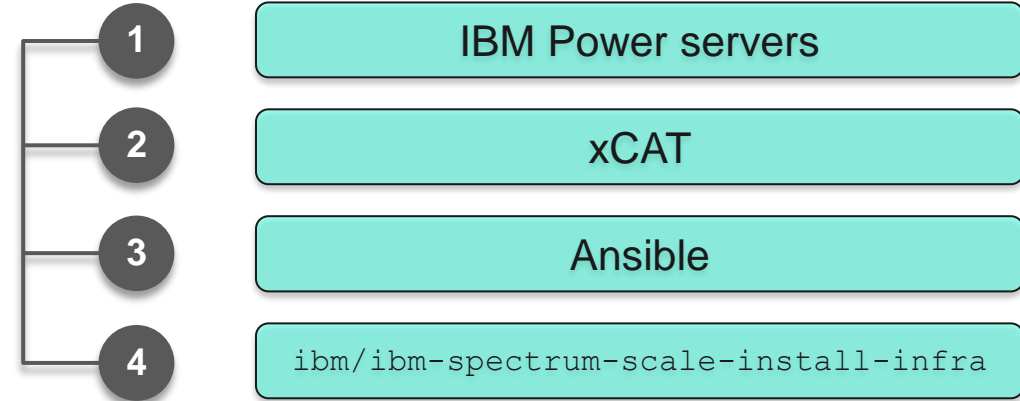 1 IBM Power servers
2 xCAT
3 Ansible
4 ibm/ibm-spectrum-scale-install-infra